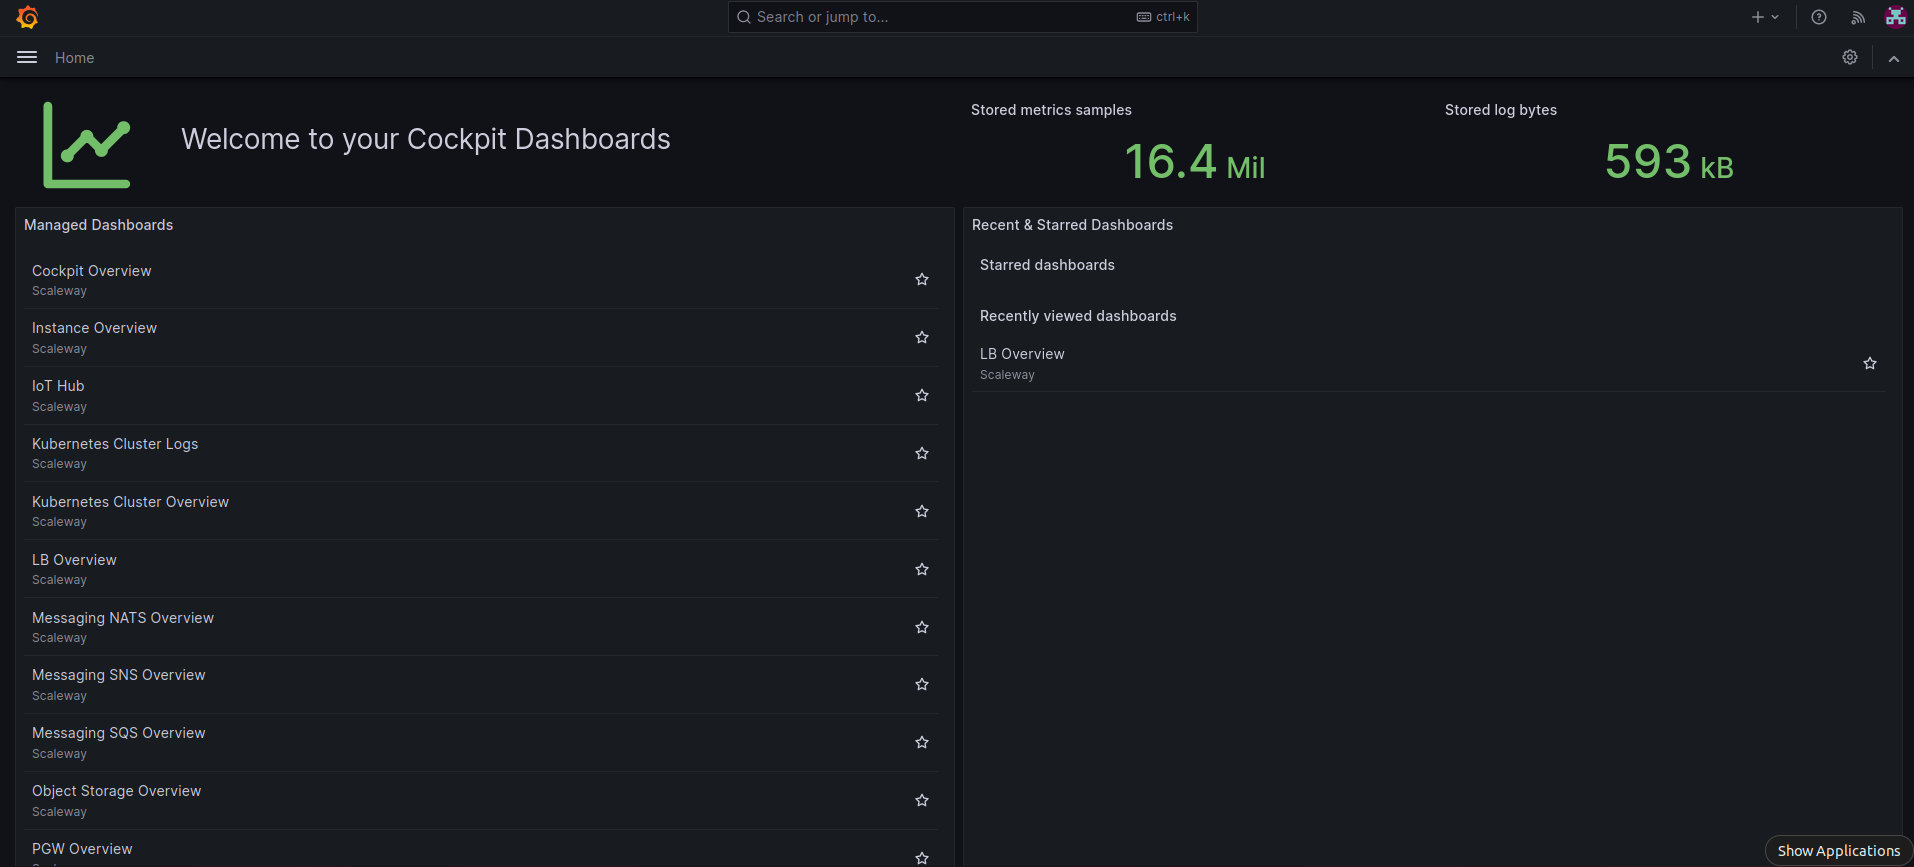 Search or jump to...
ctrl+k
Home
Welcome to your Cockpit Dashboards
Stored metrics samples
16.4 Mil
Stored log bytes
593 kB
Managed Dashboards
Cockpit Overview
Scaleway
Instance Overview
Scaleway
IoT Hub
Scaleway
Kubernetes Cluster Logs
Scaleway
Kubernetes Cluster Overview
Scaleway
LB Overview
Scaleway
Messaging NATS Overview
Scaleway
Messaging SNS Overview
Scaleway
Messaging SQS Overview
Scaleway
Object Storage Overview
Scaleway
PGW Overview
Recent & Starred Dashboards
Starred dashboards
Recently viewed dashboards
LB Overview
Scaleway
Show Applications